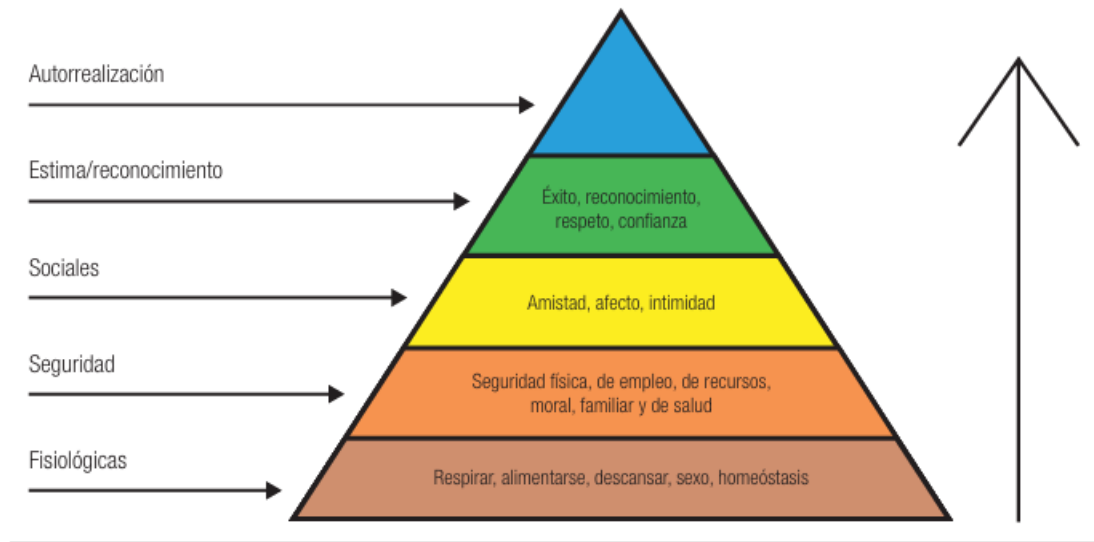 Autorrealización
Estima/reconocimiento
Éxito, reconocimiento,
respeto, confianza
Sociales
Amistad, afecto, intimidad
Seguridad
Seguridad física, de empleo, de recursos,
moral, familiar y de salud
Fisiológicas
Respirar, alimentarse, descansar, sexo, homeóstasis